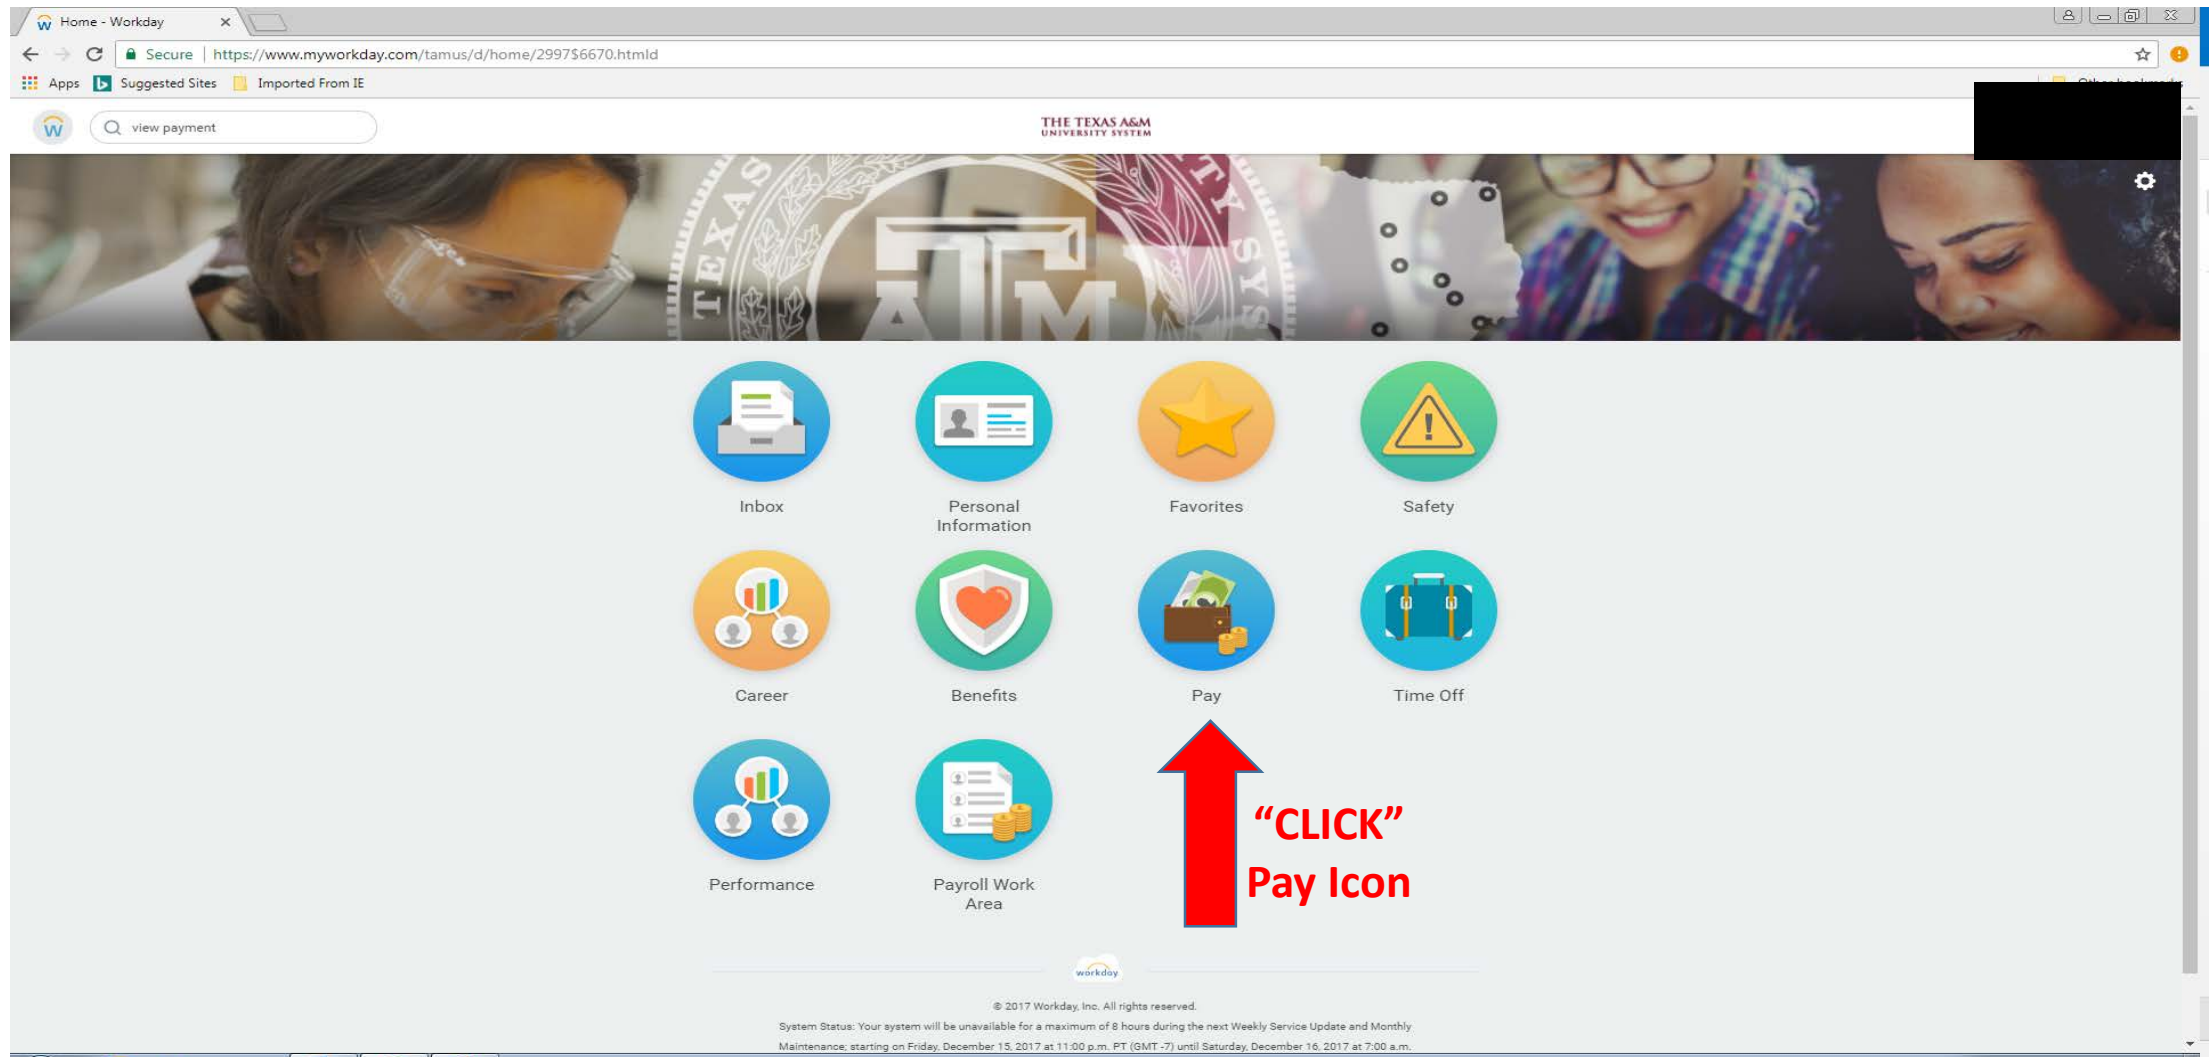 Home - Workday
Secure | https://www.myworkday.com/tamus/d/home/2997$6670.htmld
Apps Suggested Sites Imported From IE
view payment
THE TEXAS A&M
UNIVERSITY SYSTEM
TEXAS
SYS
ATM
Inbox
Personal
Information
Favorites
Safety
Career
Benefits
Pay
Time Off
Performance
Payroll Work
Area
“CLICK”
Pay Icon
workday
© 2017 Workday, Inc. All rights reserved.
System Status: Your system will be unavailable for a maximum of 8 hours during the next Weekly Service Update and Monthly
Maintenance; starting on Friday, December 15, 2017 at 11:00 p.m. PT (GMT -7) until Saturday, December 16, 2017 at 7:00 a.m.